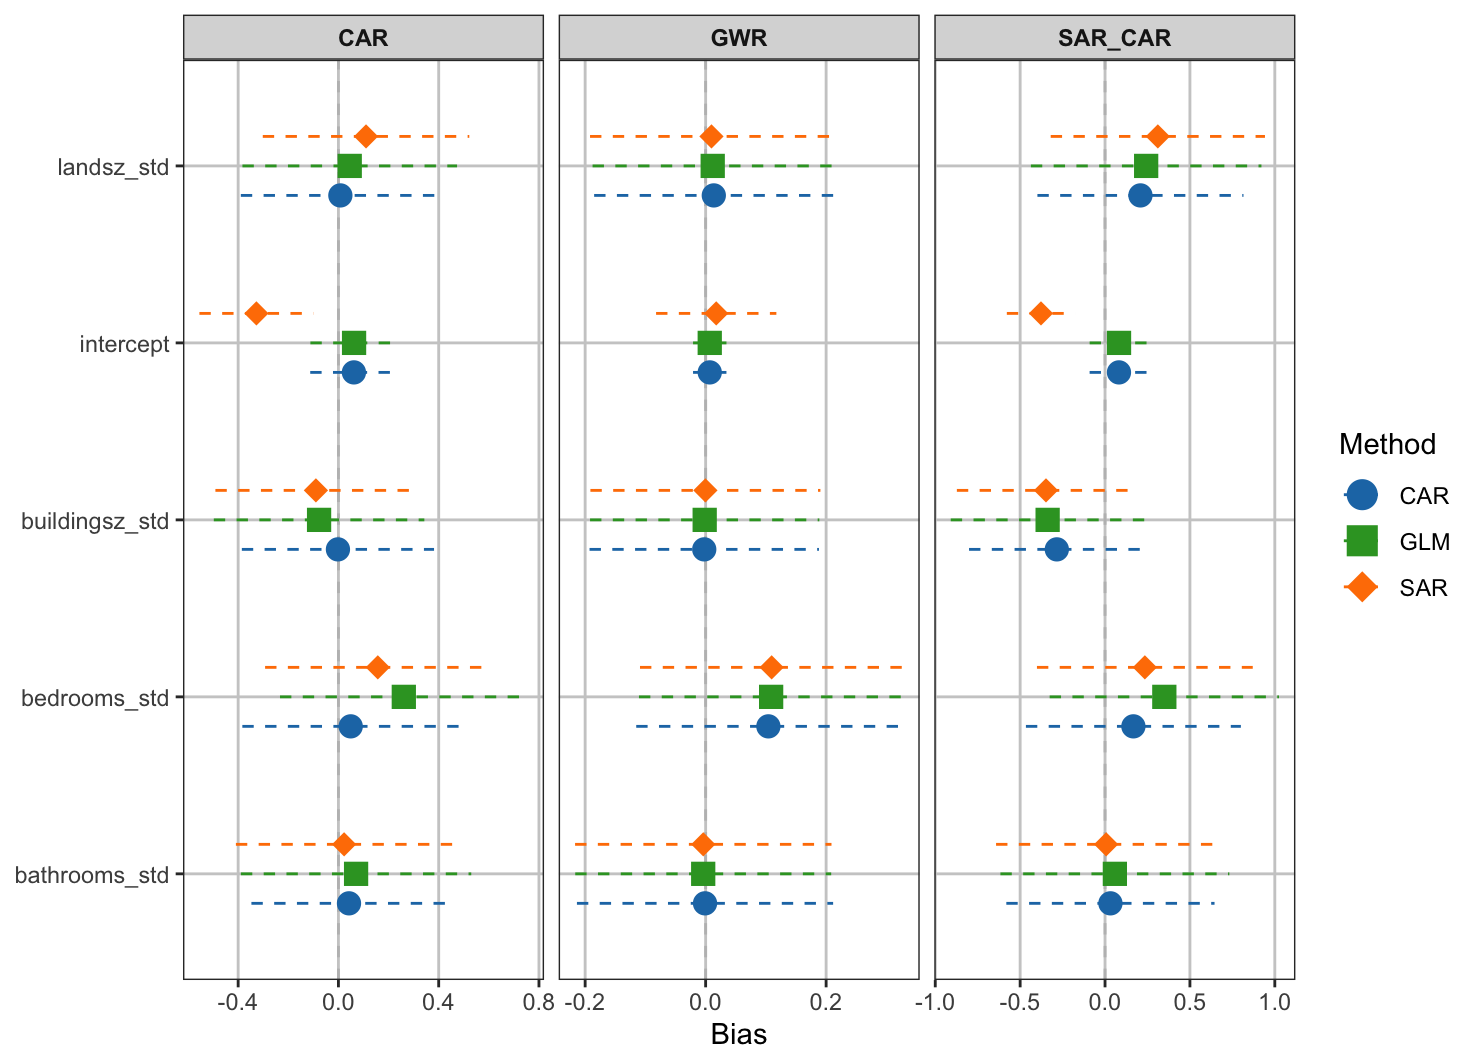 CAR
GWR
SAR_CAR
landsz_std
intercept
buildingsz_std
bedrooms_std
bathrooms_std
-0.4 0.0 0.4 0.8
-0.2 0.0 0.2
-1.0 -0.5 0.0 0.5 1.0
Bias
Method
CAR
GLM
SAR